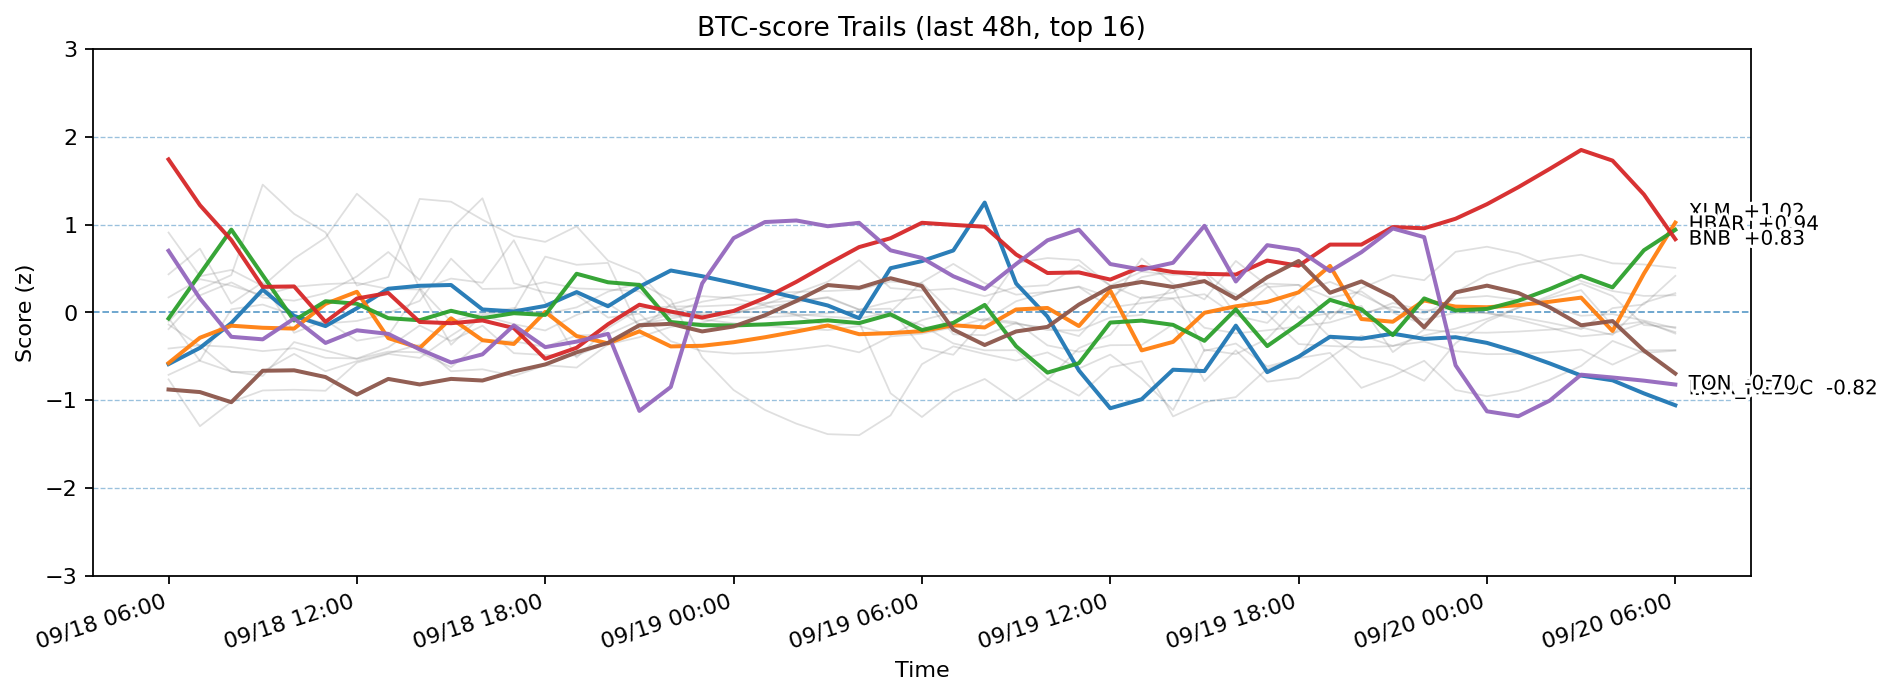 BTC-score Trails (last 48h, top 16)
3
2
1
0
−1
−2
−3
Score (z)
XLM +1.02
HBAR +0.94
BNB +0.83
TON -0.70
-0.82
09/18 06:00
09/18 12:00
09/18 18:00
09/19 00:00
09/19 06:00
09/19 12:00
09/19 18:00
09/20 00:00
09/20 06:00
Time